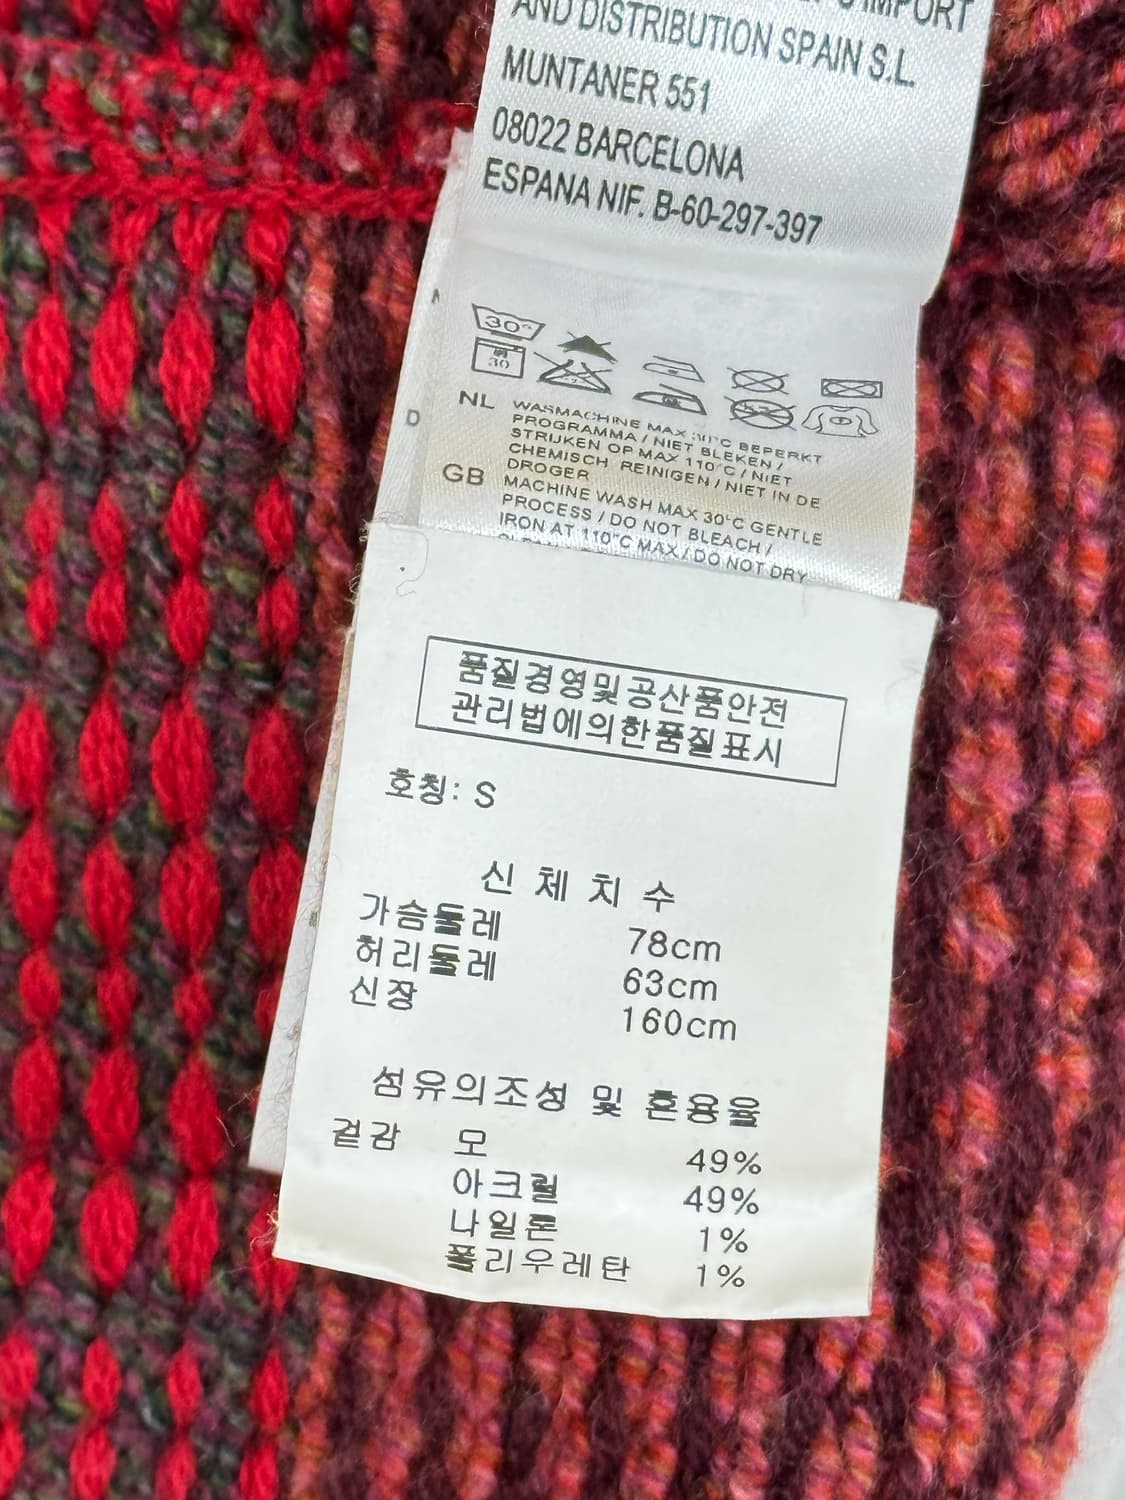 IMPORT
AND DISTRIBUTION SPAIN S.L.
MUNTANER 551
08022 BARCELONA
ESPANA NIF. B-60-297-397
30°
30
NL WASMACHINE MAX 30°C BEPERKT
PROGRAMMA / NIET BLEKEN /
STRIJKEN OP MAX 110°C / NIET
CHEMISCH REINIGEN / NIET IN DE
DROGER
GB MACHINE WASH MAX 30°C GENTLE
PROCESS / DO NOT BLEACH /
IRON AT 110°C MAX / DO NOT DRY
D
품질경영및공산품안전
관리법에의한품질표시
호칭: S
신체치수
가슴둘레 78cm
허리둘레 63cm
신장 160cm
섬유의조성 및 혼용율
겉감 모 49%
아크릴 49%
나일론 1%
폴리우레탄 1%